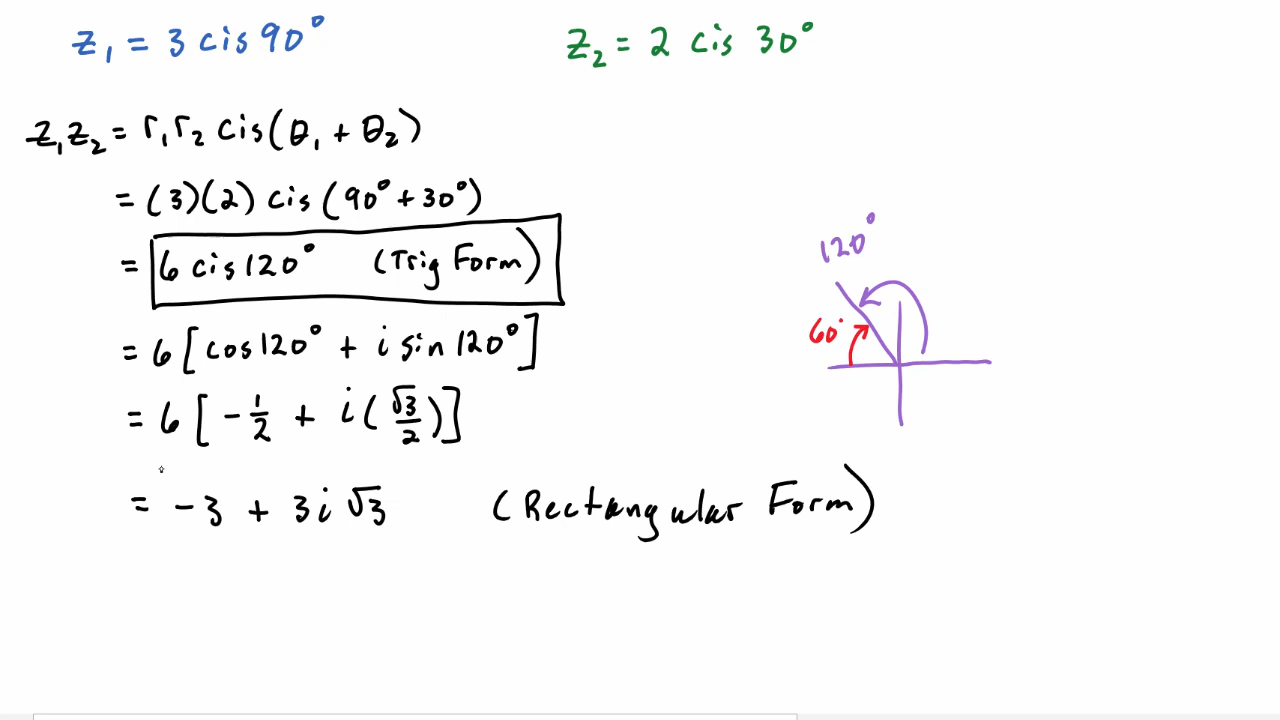 z₁ = 3 cis 90°
z₂ = 2 cis 30°
z₁z₂ = r₁r₂ cis(θ₁ + θ₂)
= (3)(2) cis (90° + 30°)
= 6 cis 120° (Trig Form)
120°
60°
= 6 [cos 120° + i sin 120°]
= 6 [-1/2 + i(√3/2)]
= -3 + 3i√3 (Rectangular Form)